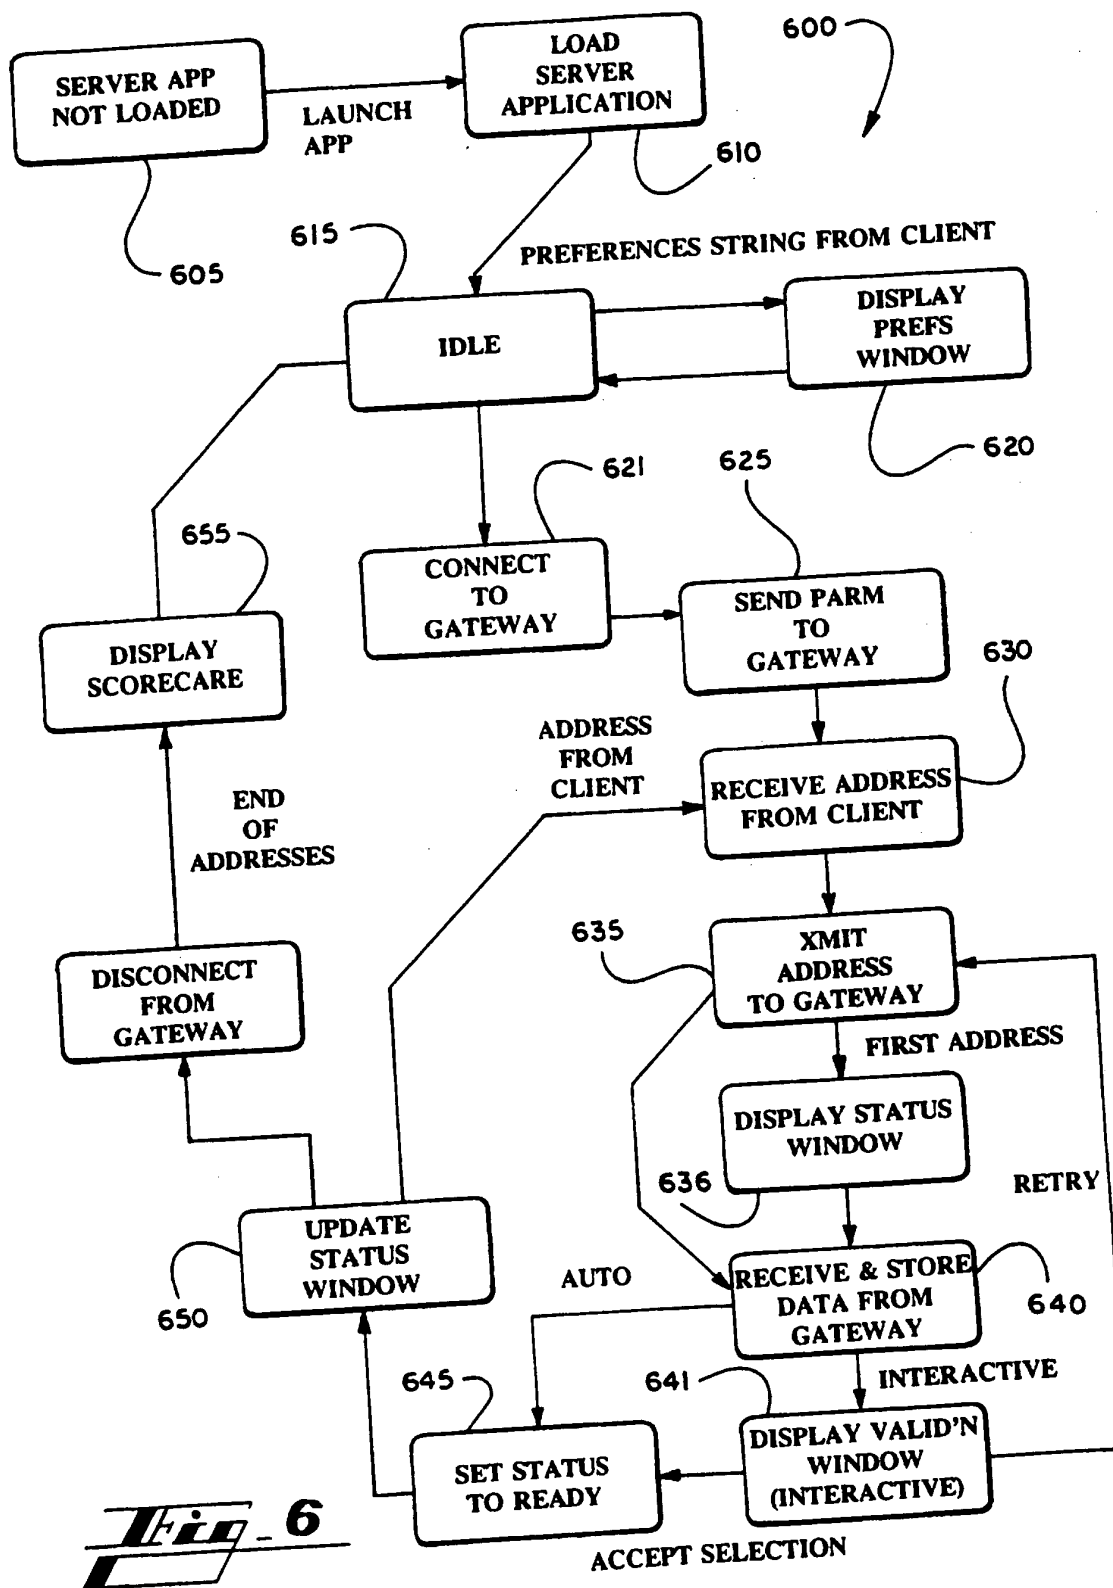 600
SERVER APP
NOT LOADED
LAUNCH
APP
LOAD
SERVER
APPLICATION
610
605
615
PREFERENCES STRING FROM CLIENT
IDLE
DISPLAY
PREFS
WINDOW
620
621
625
655
CONNECT
TO
GATEWAY
SEND PARM
TO
GATEWAY
630
DISPLAY
SCORECARE
ADDRESS
FROM
CLIENT
RECEIVE ADDRESS
FROM CLIENT
END
OF
ADDRESSES
635
XMIT
ADDRESS
TO GATEWAY
DISCONNECT
FROM
GATEWAY
FIRST ADDRESS
DISPLAY STATUS
WINDOW
636
RETRY
UPDATE
STATUS
WINDOW
650
AUTO
RECEIVE & STORE
DATA FROM
GATEWAY
640
INTERACTIVE
645
641
SET STATUS
TO READY
DISPLAY VALID'N
WINDOW
(INTERACTIVE)
ACCEPT SELECTION
Fig_6